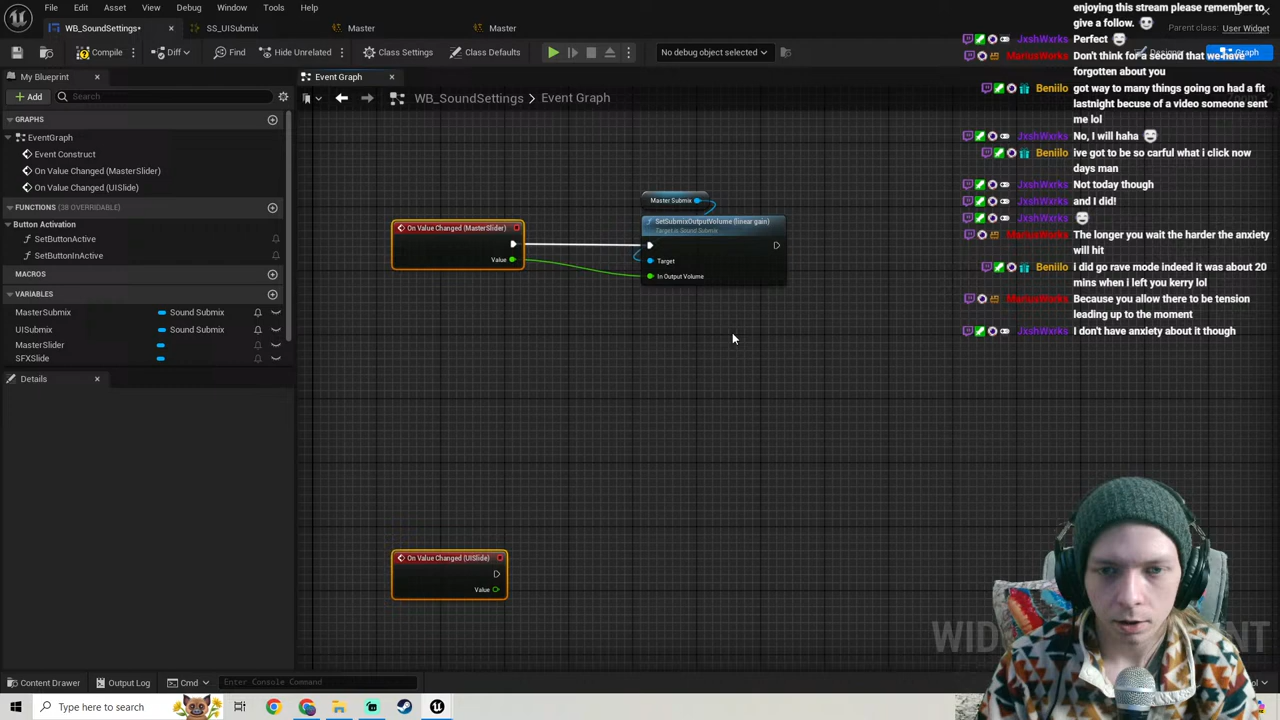 File Edit Asset View Debug Window Tools Help
WB_SoundSettings* SS_UISubmix Master Master
Parent class: User Widget
Compile Diff Find Hide Unrelated Class Settings Class Defaults No debug object selected Graph
My Blueprint
Event Graph
Add Search
WB_SoundSettings > Event Graph
GRAPHS
EventGraph
Event Construct
On Value Changed (MasterSlider)
On Value Changed (UISlide)
FUNCTIONS (38 OVERRIDABLE)
Button Activation
SetButtonActive
SetButtonInActive
MACROS
VARIABLES
MasterSubmix Sound Submix
UISubmix Sound Submix
MasterSlider
SFXSlide
Details
On Value Changed (MasterSlider)
Value
Master Submix
SetSubmixOutputVolume (linear gain)
Target is Sound Submix
Target
In Output Volume
On Value Changed (UISlide)
Value
enjoying this stream please remember to
give a follow.
JxshWxrks Perfect
MariusWorks Don't think for a second that we have
forgotten about you
Beniilo got way to many things going on had a fit
lastnight becuse of a video someone sent
me lol
JxshWxrks No, I will haha
Beniilo ive got to be so carful what i click now
days man
JxshWxrks Not today though
JxshWxrks and I did!
JxshWxrks
MariusWorks The longer you wait the harder the anxiety
will hit
Beniilo I did go rave mode indeed it was about 20
mins when i left you kerry lol
MariusWorks Because you allow there to be tension
leading up to the moment
JxshWxrks I don't have anxiety about it though
Content Drawer Output Log Cmd Enter Console Command
Type here to search